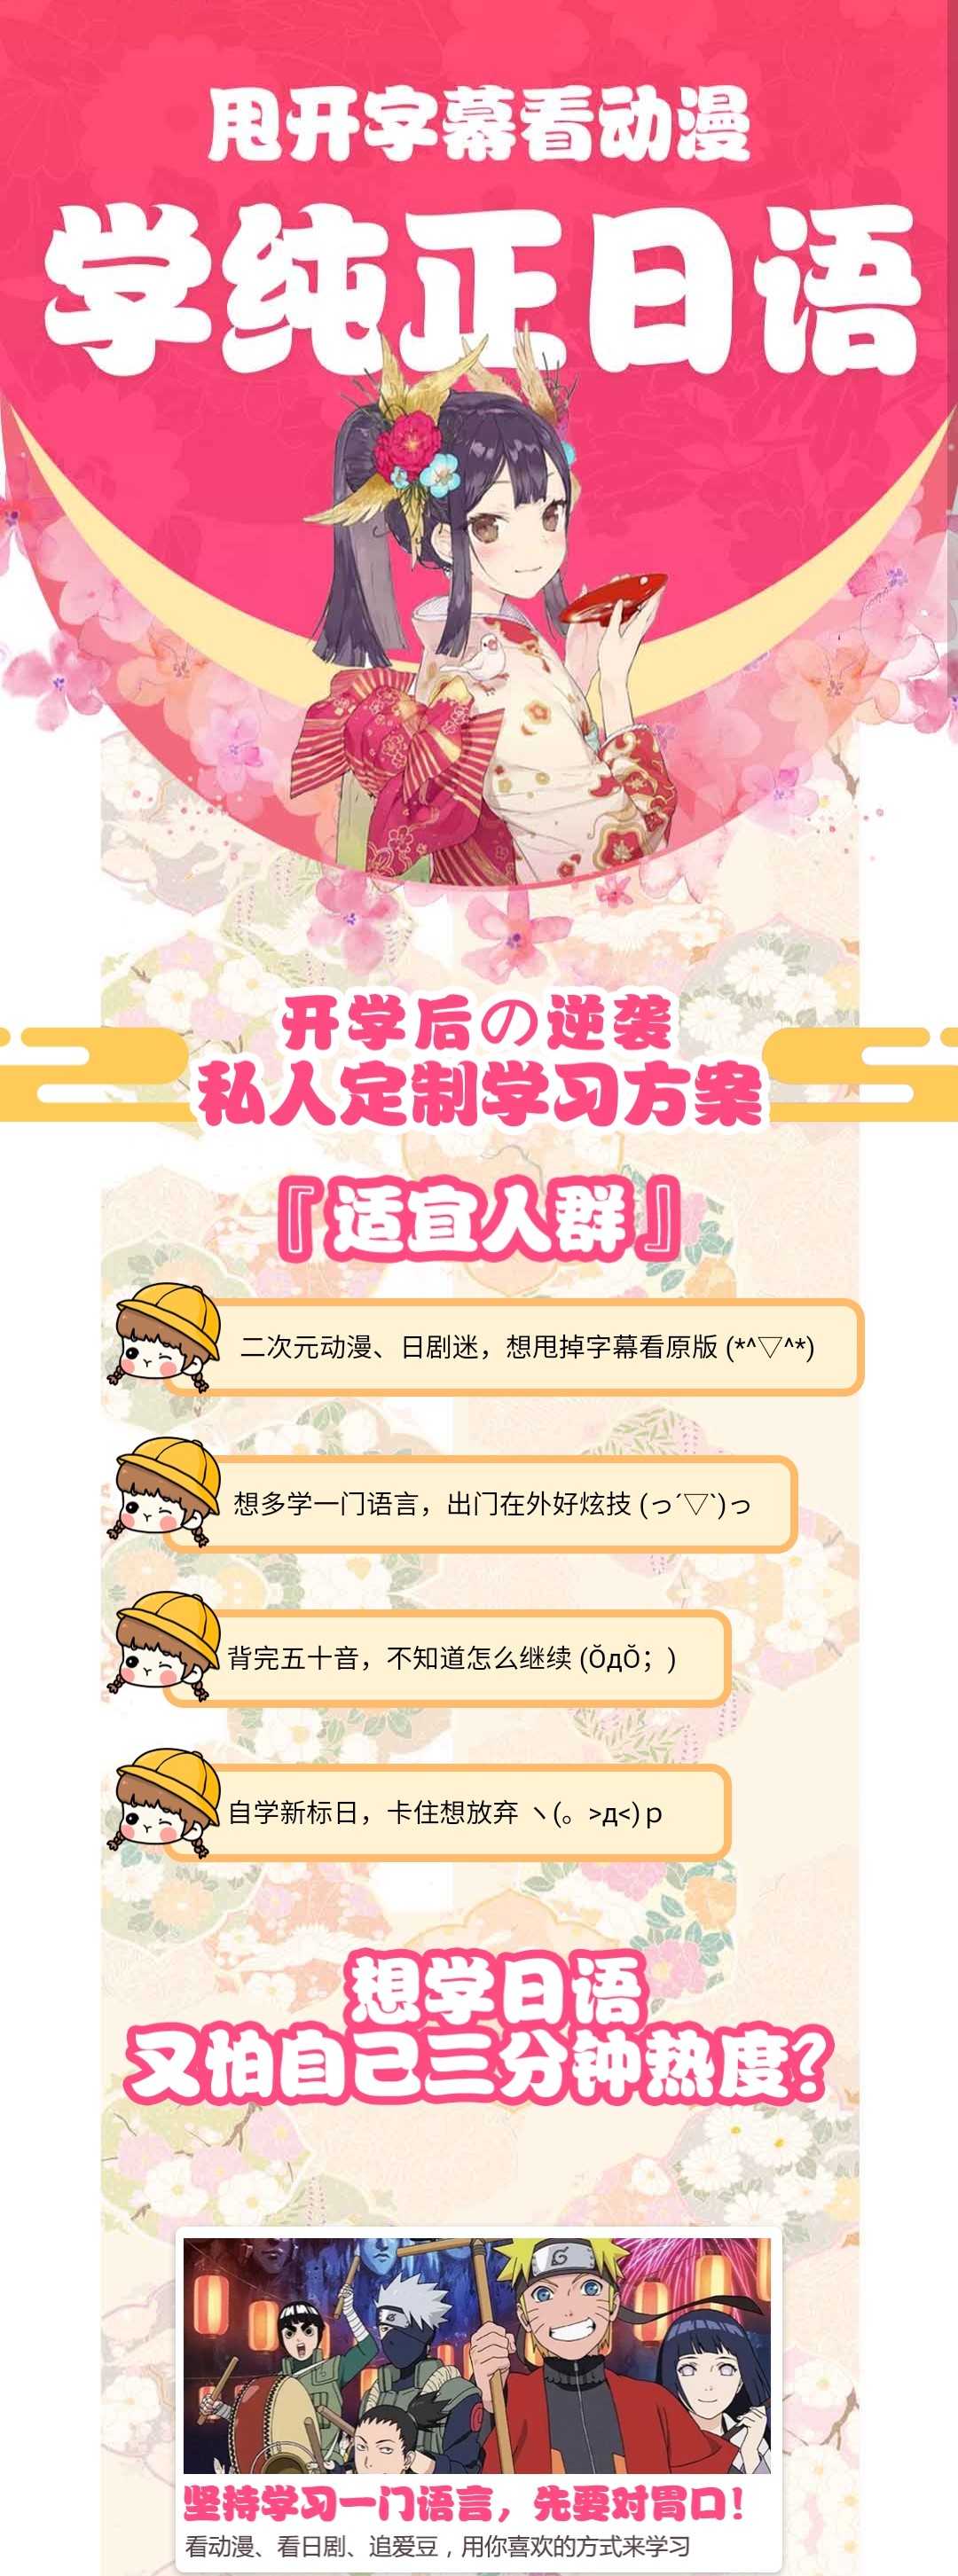 甩开字幕看动漫
学纯正日语
开学后の逆袭
私人定制学习方案
『适宜人群』
二次元动漫、日剧迷，想甩掉字幕看原版 (*^▽^*)
想多学一门语言，出门在外好炫技 (っ´▽`)っ
背完五十音，不知道怎么继续 (ŎдŎ；)
自学新标日，卡住想放弃 ヽ(。>д<)ｐ
想学日语
又怕自己三分钟热度？
坚持学习一门语言，先要对胃口！
看动漫、看日剧、追爱豆，用你喜欢的方式来学习